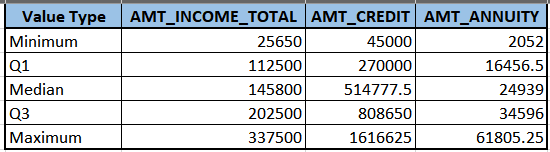 Value Type AMT_INCOME_TOTAL AMT_CREDIT AMT_ANNUITY
Minimum 25650 45000 2052
Q1 112500 270000 16456.5
Median 145800 514777.5 24939
Q3 202500 808650 34596
Maximum 337500 1616625 61805.25